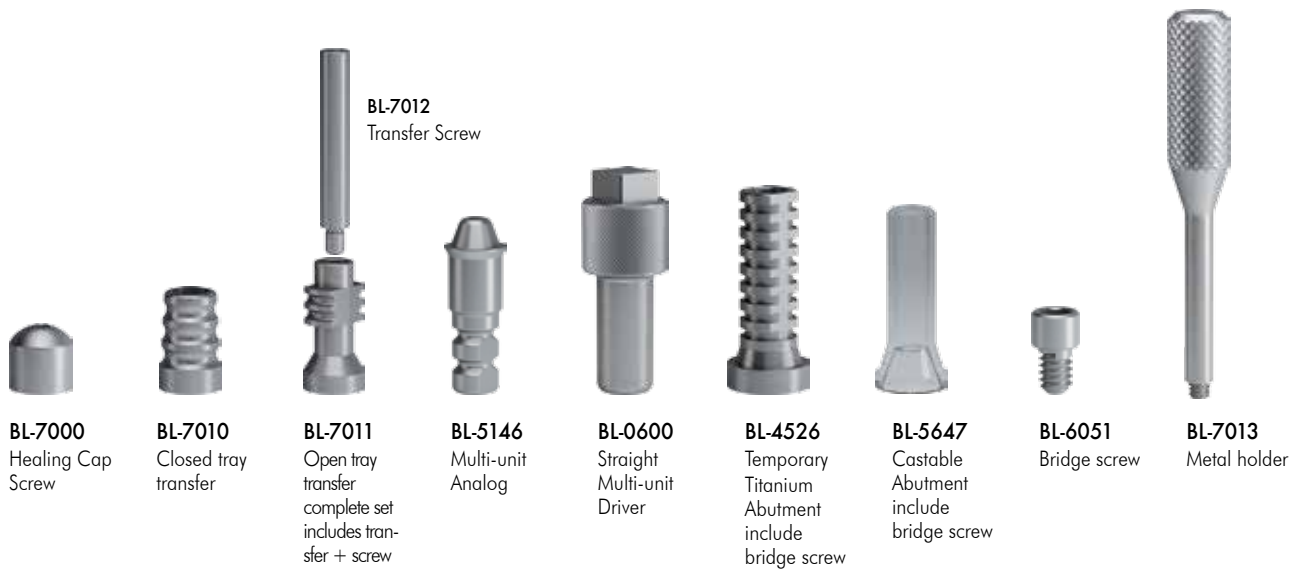 BL-7012
Transfer Screw
BL-7000
Healing Cap
Screw
BL-7010
Closed tray
transfer
BL-7011
Open tray
transfer
complete set
includes tran-
sfer + screw
BL-5146
Multi-unit
Analog
BL-0600
Straight
Multi-unit
Driver
BL-4526
Temporary
Titanium
Abutment
include
bridge screw
BL-5647
Castable
Abutment
include
bridge screw
BL-6051
Bridge screw
BL-7013
Metal holder